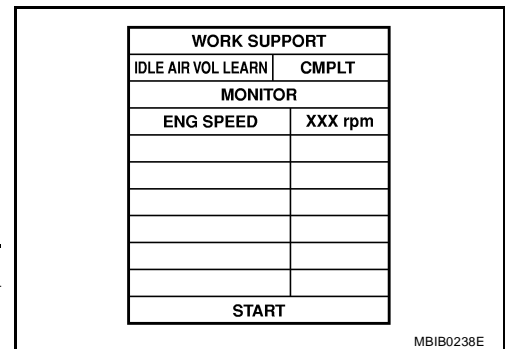 WORK SUPPORT
IDLE AIR VOL LEARN CMPLT
MONITOR
ENG SPEED XXX rpm
START
MBIB0238E